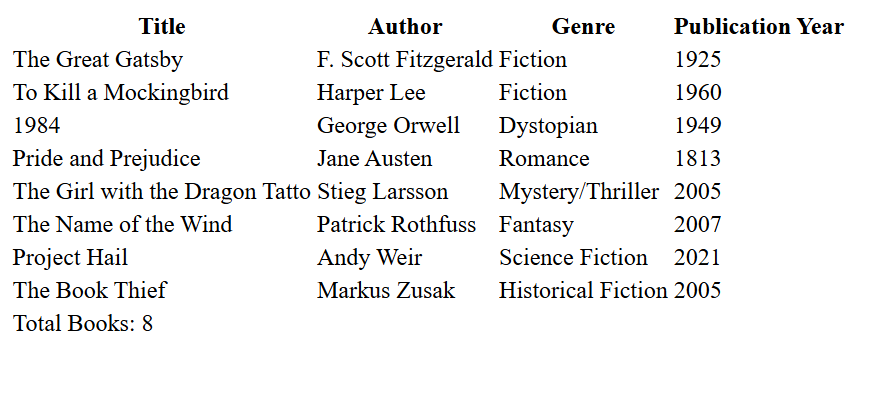 Title Author Genre Publication Year
The Great Gatsby F. Scott Fitzgerald Fiction 1925
To Kill a Mockingbird Harper Lee Fiction 1960
1984 George Orwell Dystopian 1949
Pride and Prejudice Jane Austen Romance 1813
The Girl with the Dragon Tatto Stieg Larsson Mystery/Thriller 2005
The Name of the Wind Patrick Rothfuss Fantasy 2007
Project Hail Andy Weir Science Fiction 2021
The Book Thief Markus Zusak Historical Fiction 2005
Total Books: 8